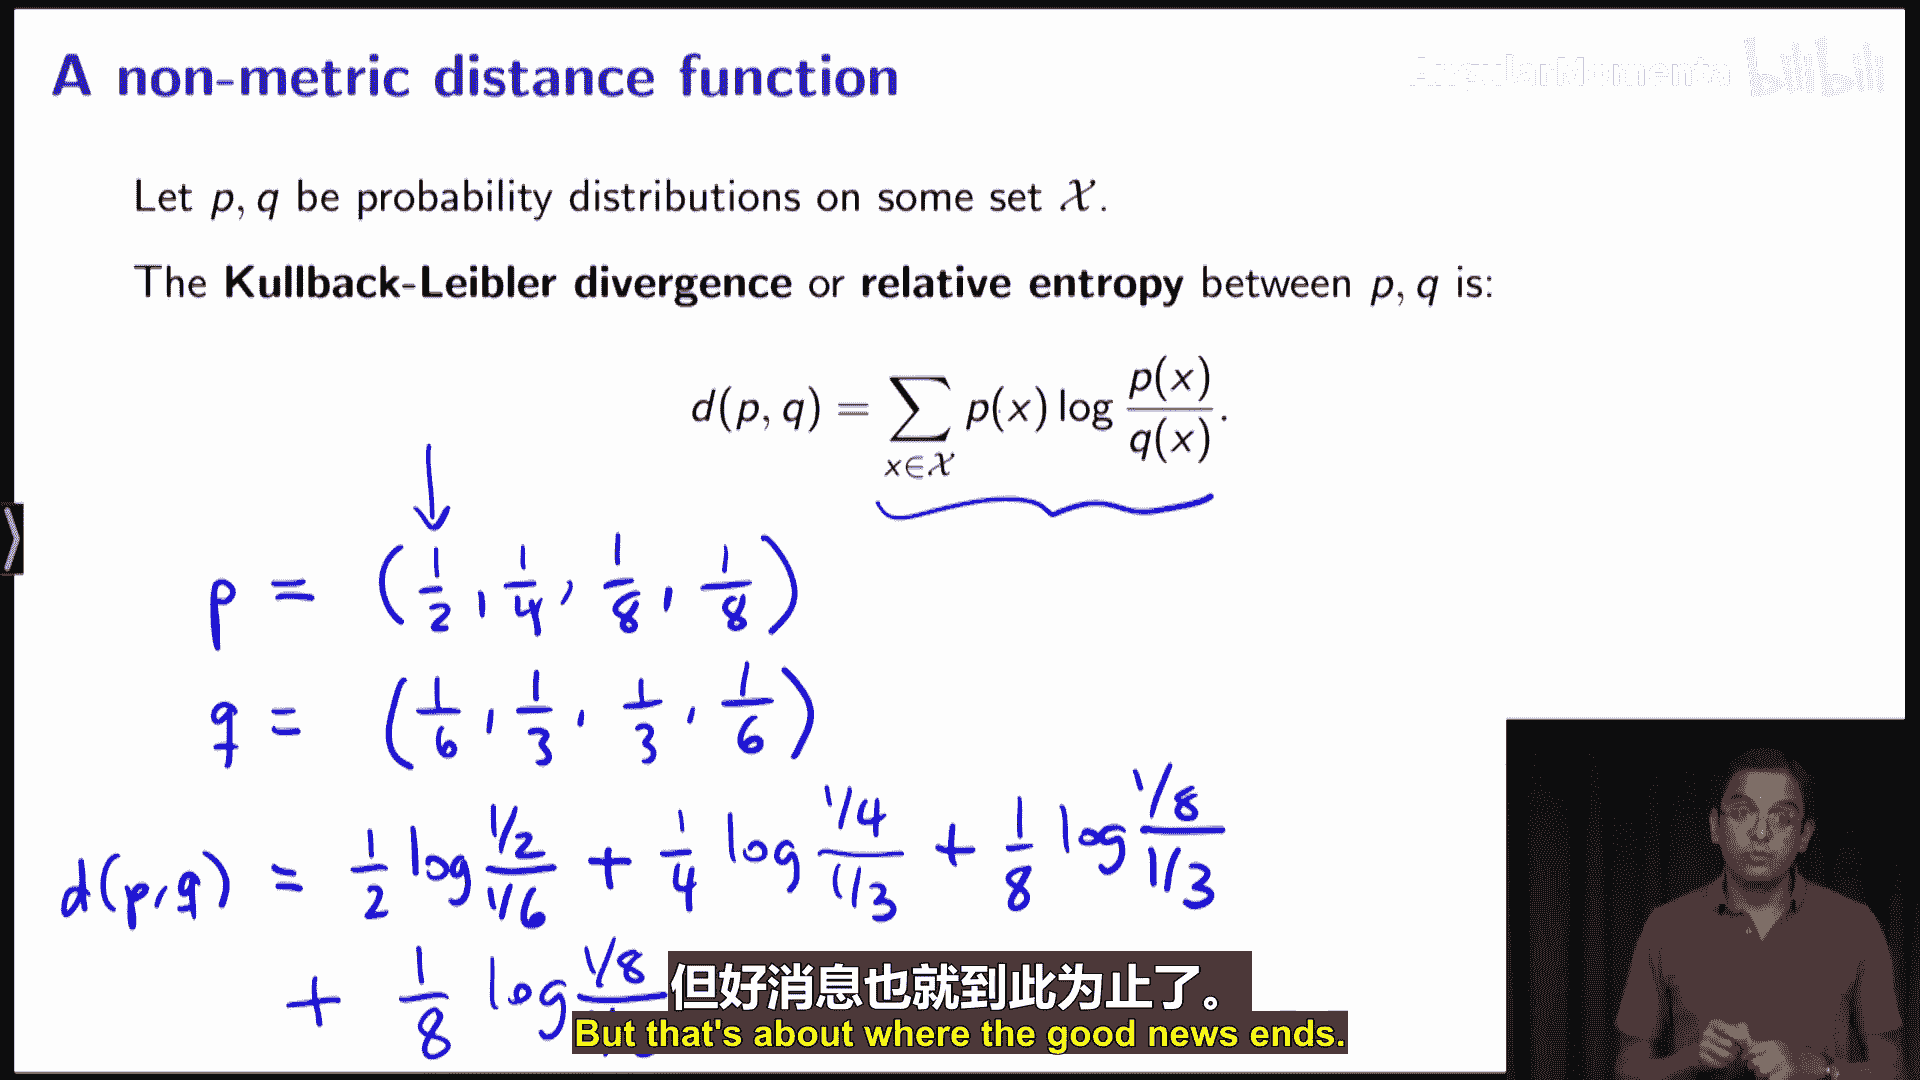 A non-metric distance function
AngularMomenta bilibili
Let p, q be probability distributions on some set 𝒳.
The Kullback-Leibler divergence or relative entropy between p, q is:
d(p, q) = ∑_{x∈𝒳} p(x) log p(x)/q(x).
p = (1/2, 1/4, 1/8, 1/8)
q = (1/6, 1/3, 1/3, 1/6)
d(p,q) = 1/2 log (1/2)/(1/6) + 1/4 log (1/4)/(1/3) + 1/8 log (1/8)/(1/3)
+ 1/8 log 1/8
但好消息也就到此为止了。
But that's about where the good news ends.